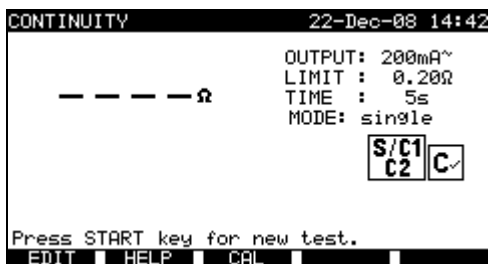 CONTINUITY 22-Dec-08 14:42
OUTPUT: 200mA~
LIMIT : 0.20Ω
– – – – Ω
TIME : 5s
MODE: single
S/C1
C2
C✓
Press START key for new test.
EDIT HELP CAL